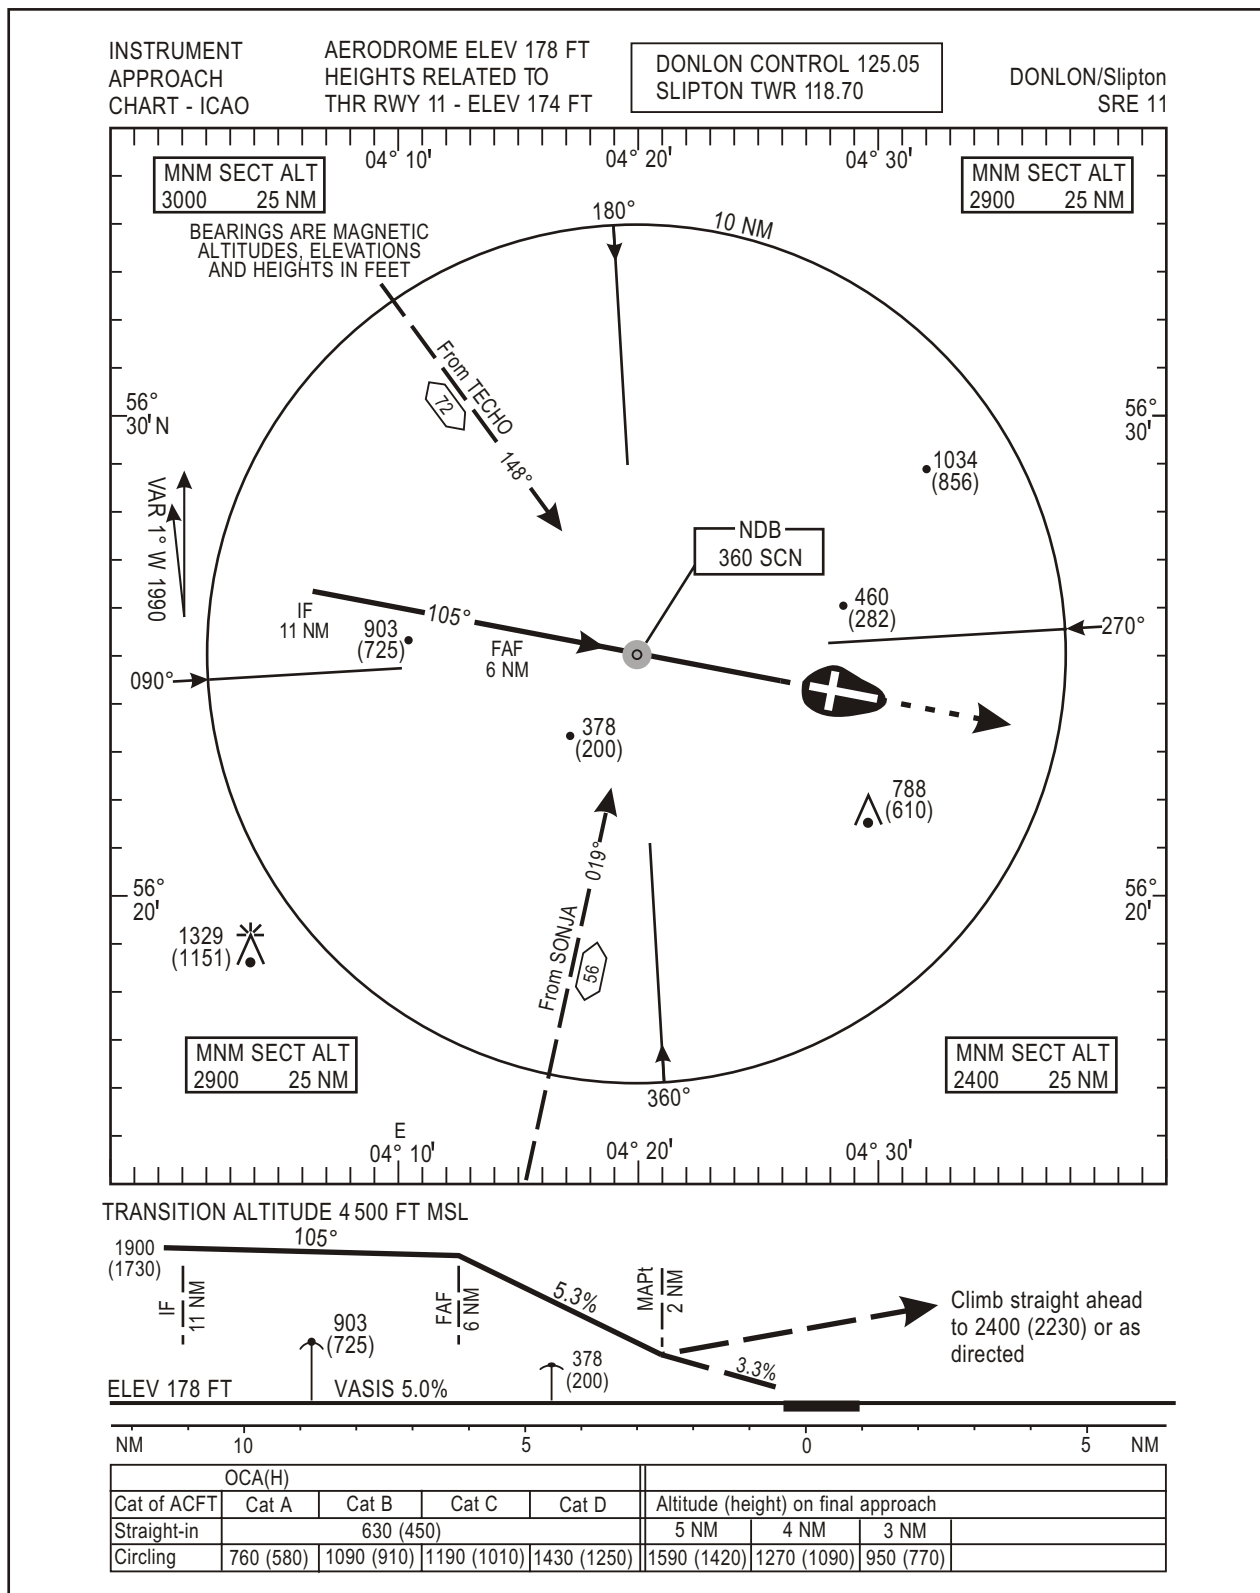 INSTRUMENT
APPROACH
CHART - ICAO
AERODROME ELEV 178 FT
HEIGHTS RELATED TO
THR RWY 11 - ELEV 174 FT
DONLON CONTROL 125.05
SLIPTON TWR 118.70
DONLON/Slipton
SRE 11
04° 10'
04° 20'
04° 30'
MNM SECT ALT
3000 25 NM
MNM SECT ALT
2900 25 NM
BEARINGS ARE MAGNETIC
ALTITUDES, ELEVATIONS
AND HEIGHTS IN FEET
180°
10 NM
From TECHO
72
148°
56°
30' N
56°
30'
1034
(856)
VAR 1° W 1990
NDB
360 SCN
IF
11 NM
105°
903
(725)
FAF
6 NM
460
(282)
270°
090°
378
(200)
788
(610)
019°
From SONJA
56
56°
20'
56°
20'
1329
(1151)
MNM SECT ALT
2900 25 NM
MNM SECT ALT
2400 25 NM
360°
E
04° 10'
04° 20'
04° 30'
TRANSITION ALTITUDE 4 500 FT MSL
1900
(1730)
105°
IF
11 NM
FAF
6 NM
5.3%
MAPt
2 NM
903
(725)
378
(200)
3.3%
Climb straight ahead
to 2400 (2230) or as
directed
ELEV 178 FT VASIS 5.0%
NM 10 5 0 5 NM
OCA(H)
Cat of ACFT Cat A Cat B Cat C Cat D Altitude (height) on final approach
Straight-in 630 (450) 5 NM 4 NM 3 NM
Circling 760 (580) 1090 (910) 1190 (1010) 1430 (1250) 1590 (1420) 1270 (1090) 950 (770)